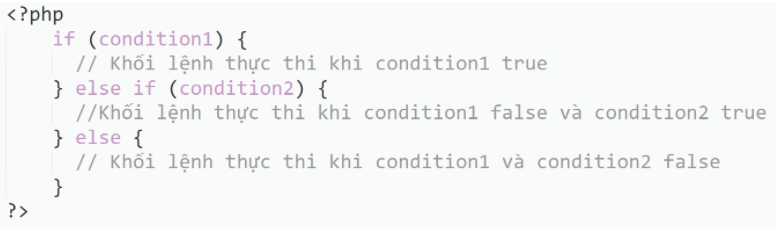 <?php
if (condition1) {
// Khối lệnh thực thi khi condition1 true
} else if (condition2) {
//Khối lệnh thực thi khi condition1 false và condition2 true
} else {
// Khối lệnh thực thi khi condition1 và condition2 false
}
?>